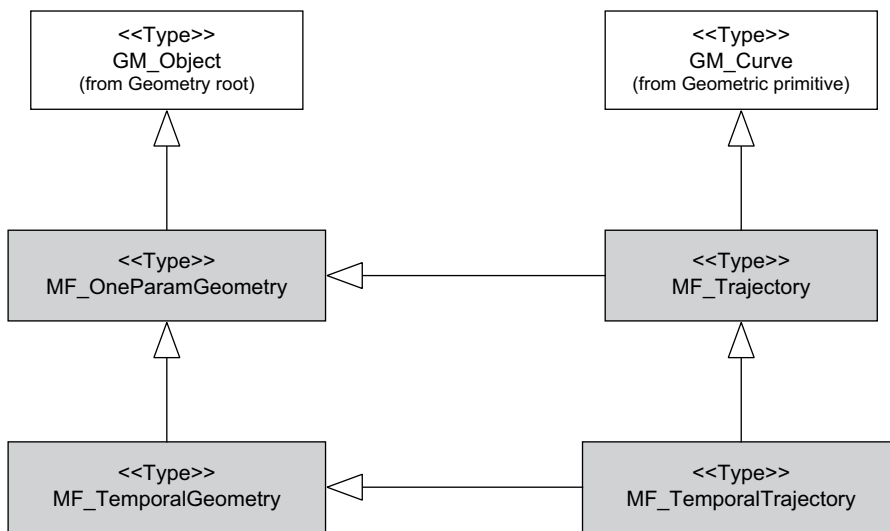 <<Type>>
GM_Object
(from Geometry root)
<<Type>>
GM_Curve
(from Geometric primitive)
<<Type>>
MF_OneParamGeometry
<<Type>>
MF_Trajectory
<<Type>>
MF_TemporalGeometry
<<Type>>
MF_TemporalTrajectory